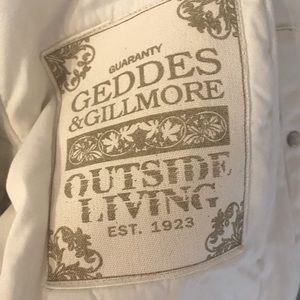 GUARANTY
GEDDES
&GILLMORE
OUTSIDE
LIVING
EST. 1923